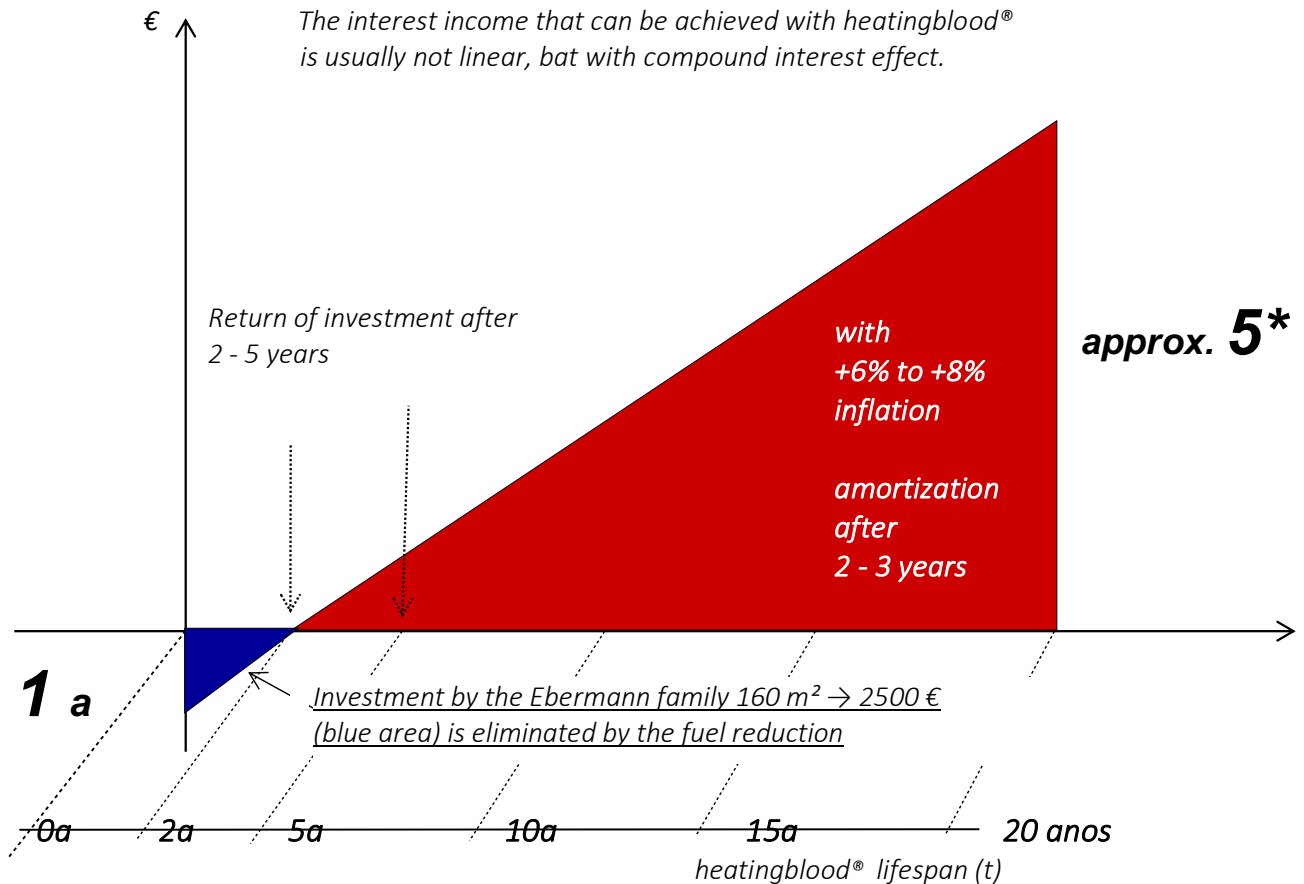 €
The interest income that can be achieved with heatingblood®
is usually not linear, bat with compound interest effect.
Return of investment after
2 - 5 years
with
+6% to +8%
inflation
amortization
after
2 - 3 years
approx. 5*
1 a
Investment by the Ebermann family 160 m² → 2500 €
(blue area) is eliminated by the fuel reduction
0a 2a 5a 10a 15a 20 anos
heatingblood® lifespan (t)